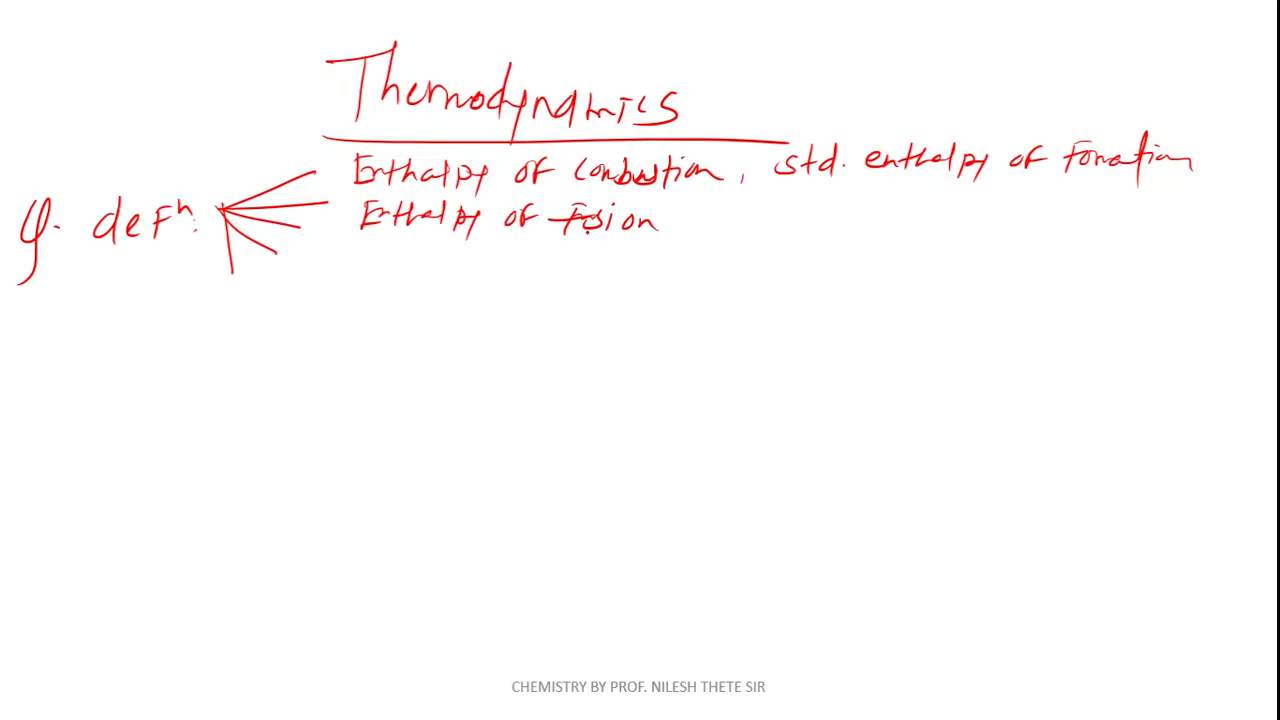 Thermodynamics
Enthalpy of Combustion, std. enthalpy of Formation
Q. defn:
Enthalpy of Fusion
CHEMISTRY BY PROF. NILESH THETE SIR